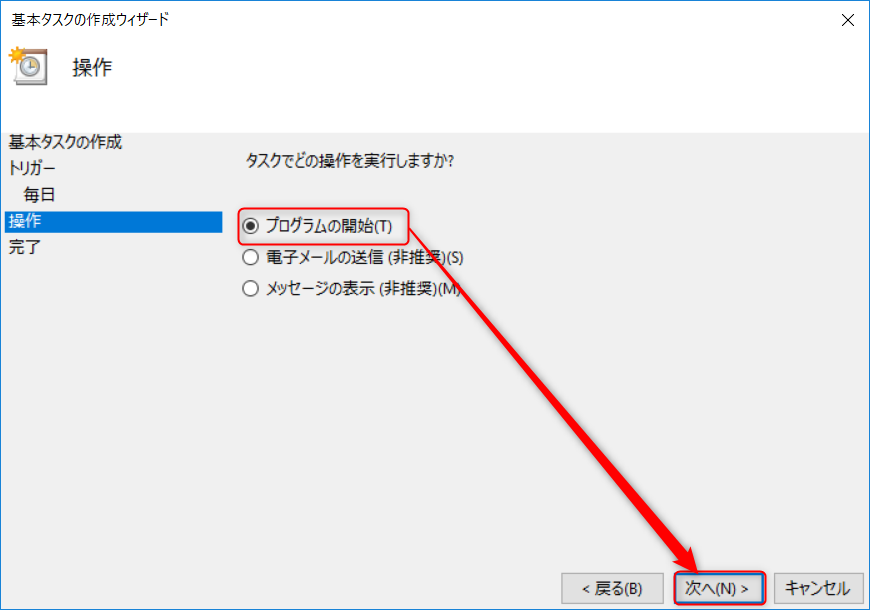 基本タスクの作成ウィザード
操作
基本タスクの作成
トリガー
毎日
操作
完了
タスクでどの操作を実行しますか?
プログラムの開始(T)
電子メールの送信 (非推奨)(S)
メッセージの表示 (非推奨)(M)
< 戻る(B)
次へ(N) >
キャンセル